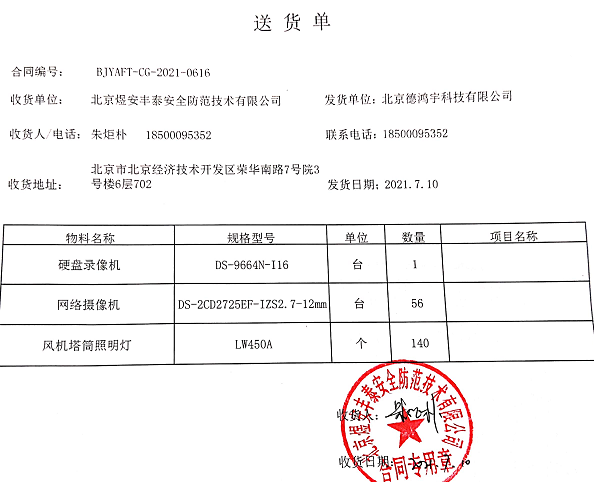 送货单
合同编号： BJYAFT-CG-2021-0616
收货单位： 北京煜安丰泰安全防范技术有限公司 发货单位：北京德鸿宇科技有限公司
收货人/电话： 朱炬朴 18500095352 联系电话：18500095352
收货地址： 北京市北京经济技术开发区荣华南路7号院3号楼6层702 发货日期：2021.7.10
物料名称 规格型号 单位 数量 项目名称
硬盘录像机 DS-9664N-I16 台 1
网络摄像机 DS-2CD2725EF-IZS2.7-12mm 台 56
风机塔筒照明灯 LW450A 个 140
北京煜安丰泰安全防范技术有限公司
收货人：
收货日期：
合同专用章